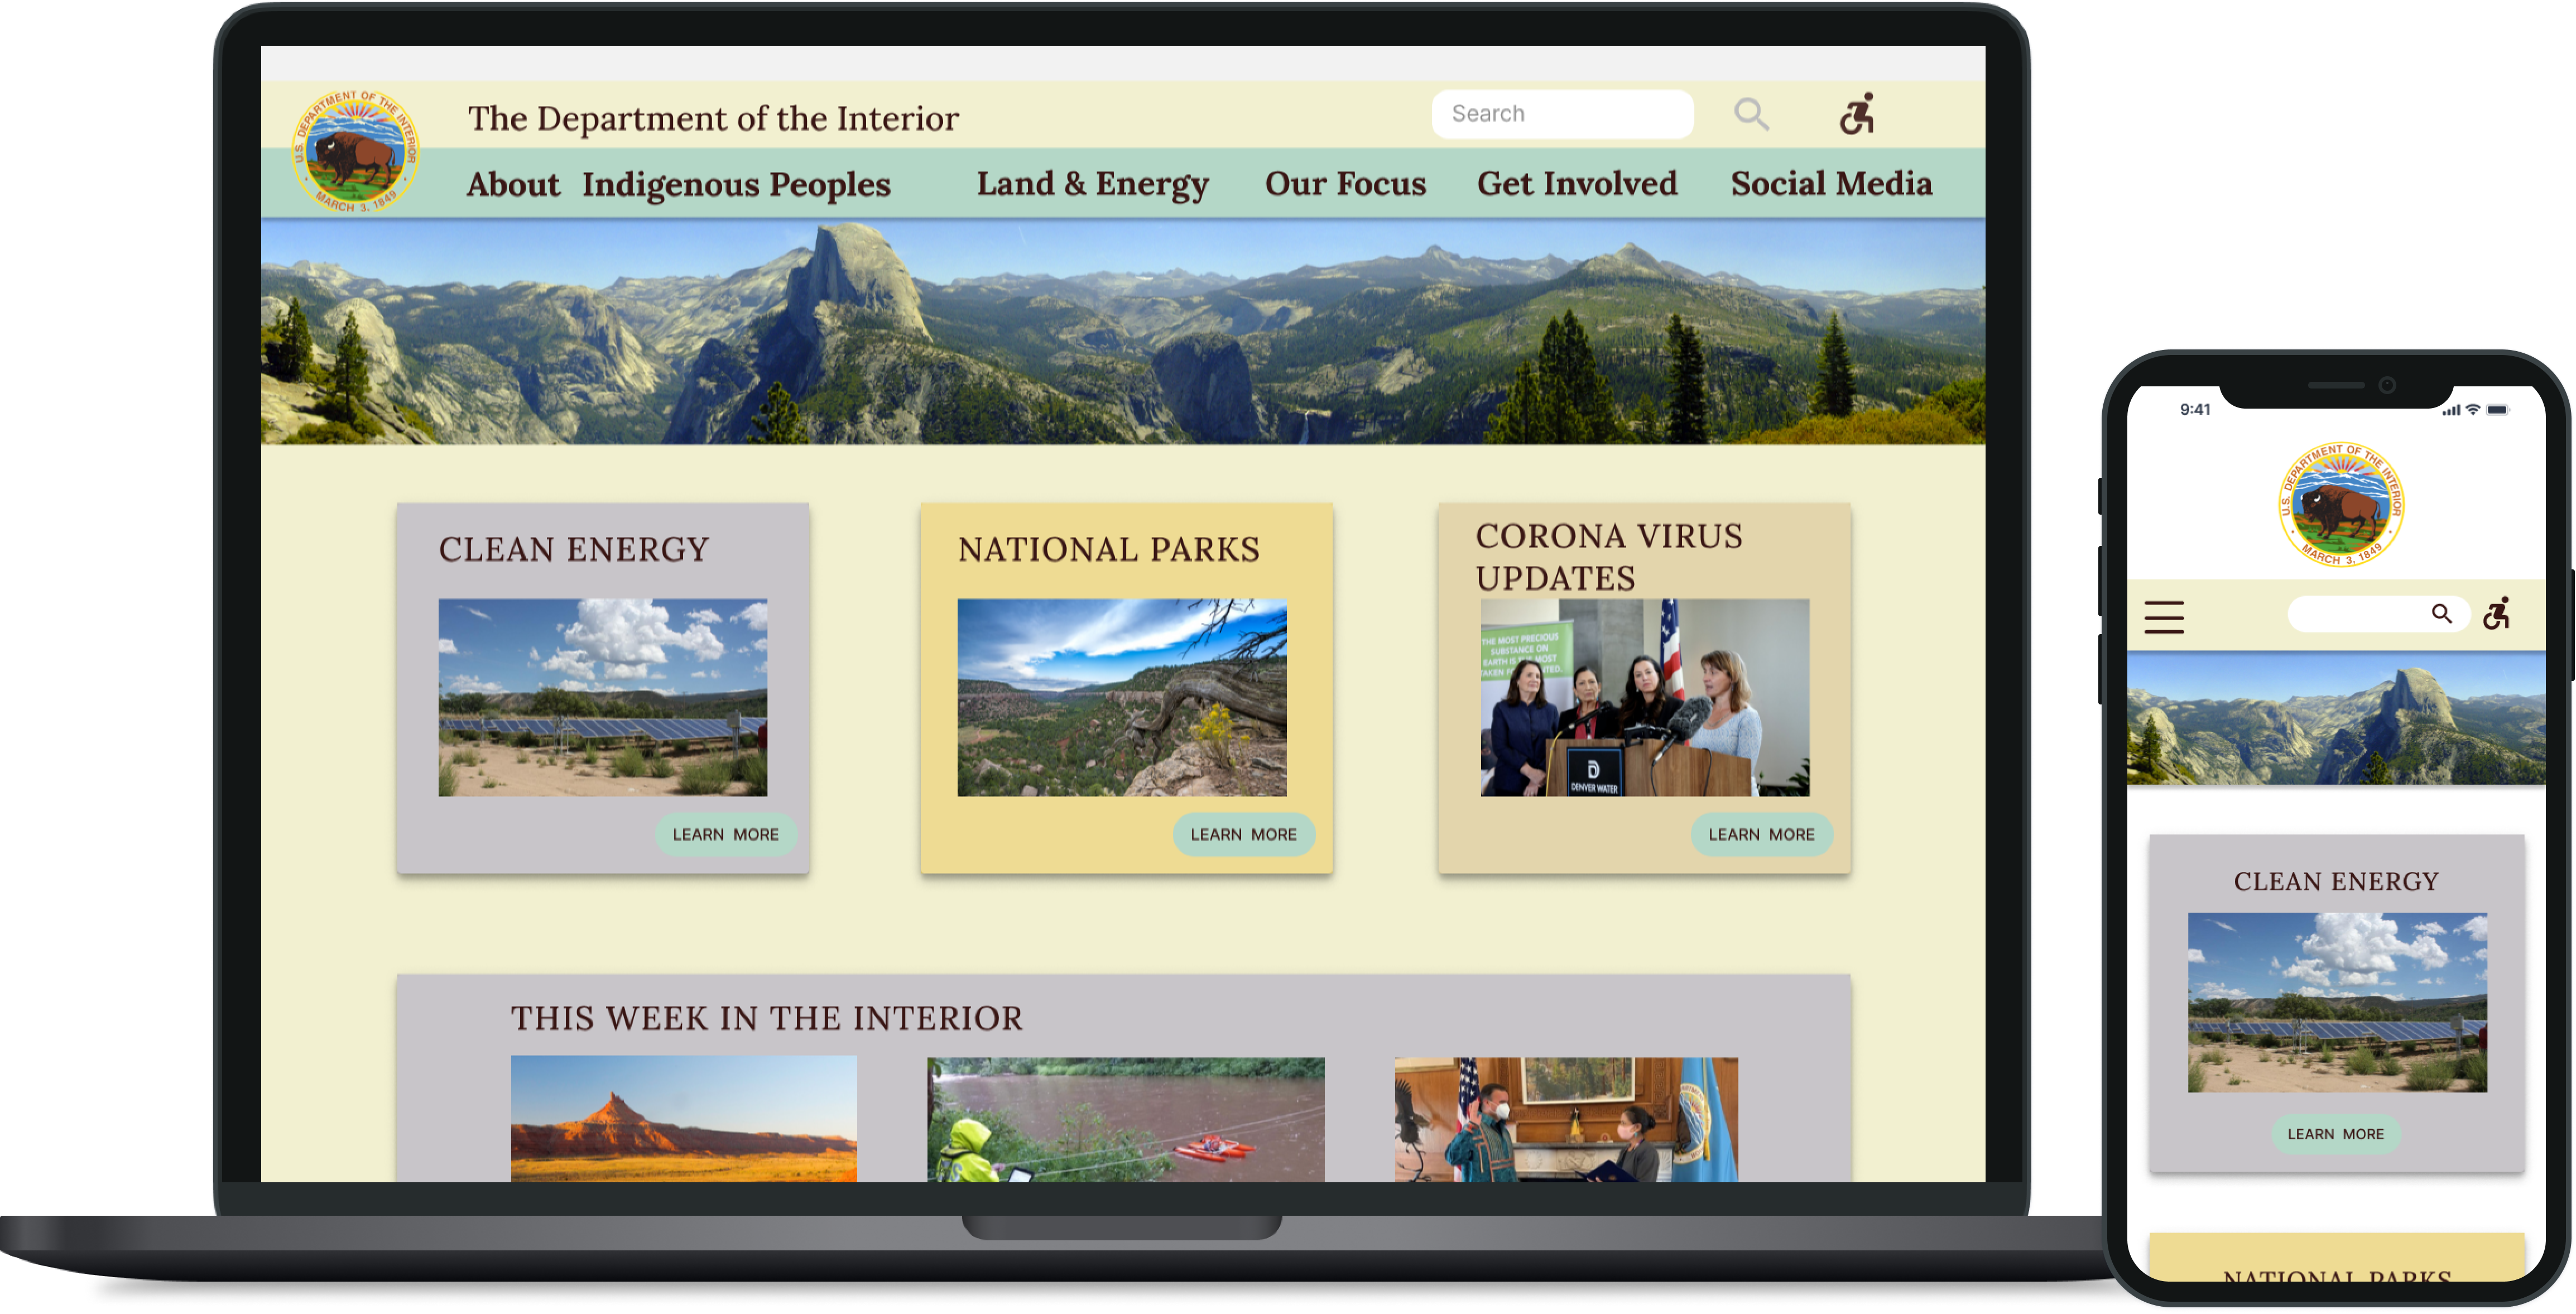 U.S. DEPARTMENT OF THE INTERIOR
MARCH 3, 1849
The Department of the Interior
Search
About Indigenous Peoples Land & Energy Our Focus Get Involved Social Media
CLEAN ENERGY
LEARN MORE
NATIONAL PARKS
LEARN MORE
CORONA VIRUS
UPDATES
THE MOST PRECIOUS
SUBSTANCE ON
EARTH IS THE MOST
TAKEN FOR
D
DENVER WATER
LEARN MORE
THIS WEEK IN THE INTERIOR
9:41
U.S. DEPARTMENT OF THE INTERIOR
MARCH 3, 1849
CLEAN ENERGY
LEARN MORE
NATIONAL PARKS